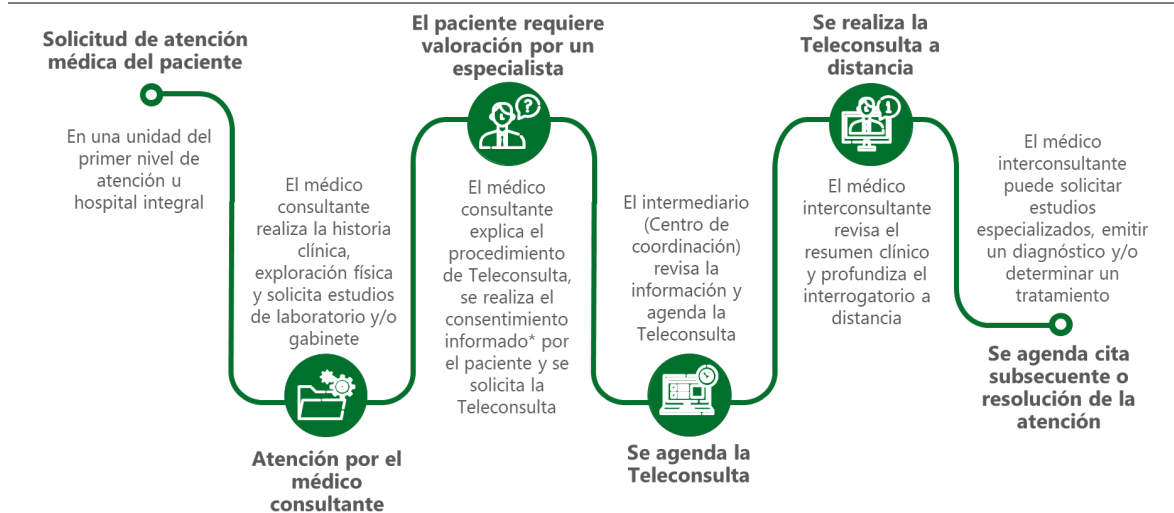 Solicitud de atención
médica del paciente
En una unidad del
primer nivel de
atención u
hospital integral
El médico
consultante
realiza la historia
clínica,
exploración física
y solicita estudios
de laboratorio y/o
gabinete
Atención por el
médico
consultante
El paciente requiere
valoración por un
especialista
?
El médico
consultante
explica el
procedimiento
de Teleconsulta,
se realiza el
consentimiento
informado* por
el paciente y se
solicita la
Teleconsulta
El intermediario
(Centro de
coordinación)
revisa la
información y
agenda la
Teleconsulta
Se agenda la
Teleconsulta
Se realiza la
Teleconsulta a
distancia
i
El médico
interconsultante
revisa el
resumen clínico
y profundiza el
interrogatorio a
distancia
El médico
interconsultante
puede solicitar
estudios
especializados, emitir
un diagnóstico y/o
determinar un
tratamiento
Se agenda cita
subsecuente o
resolución de la
atención